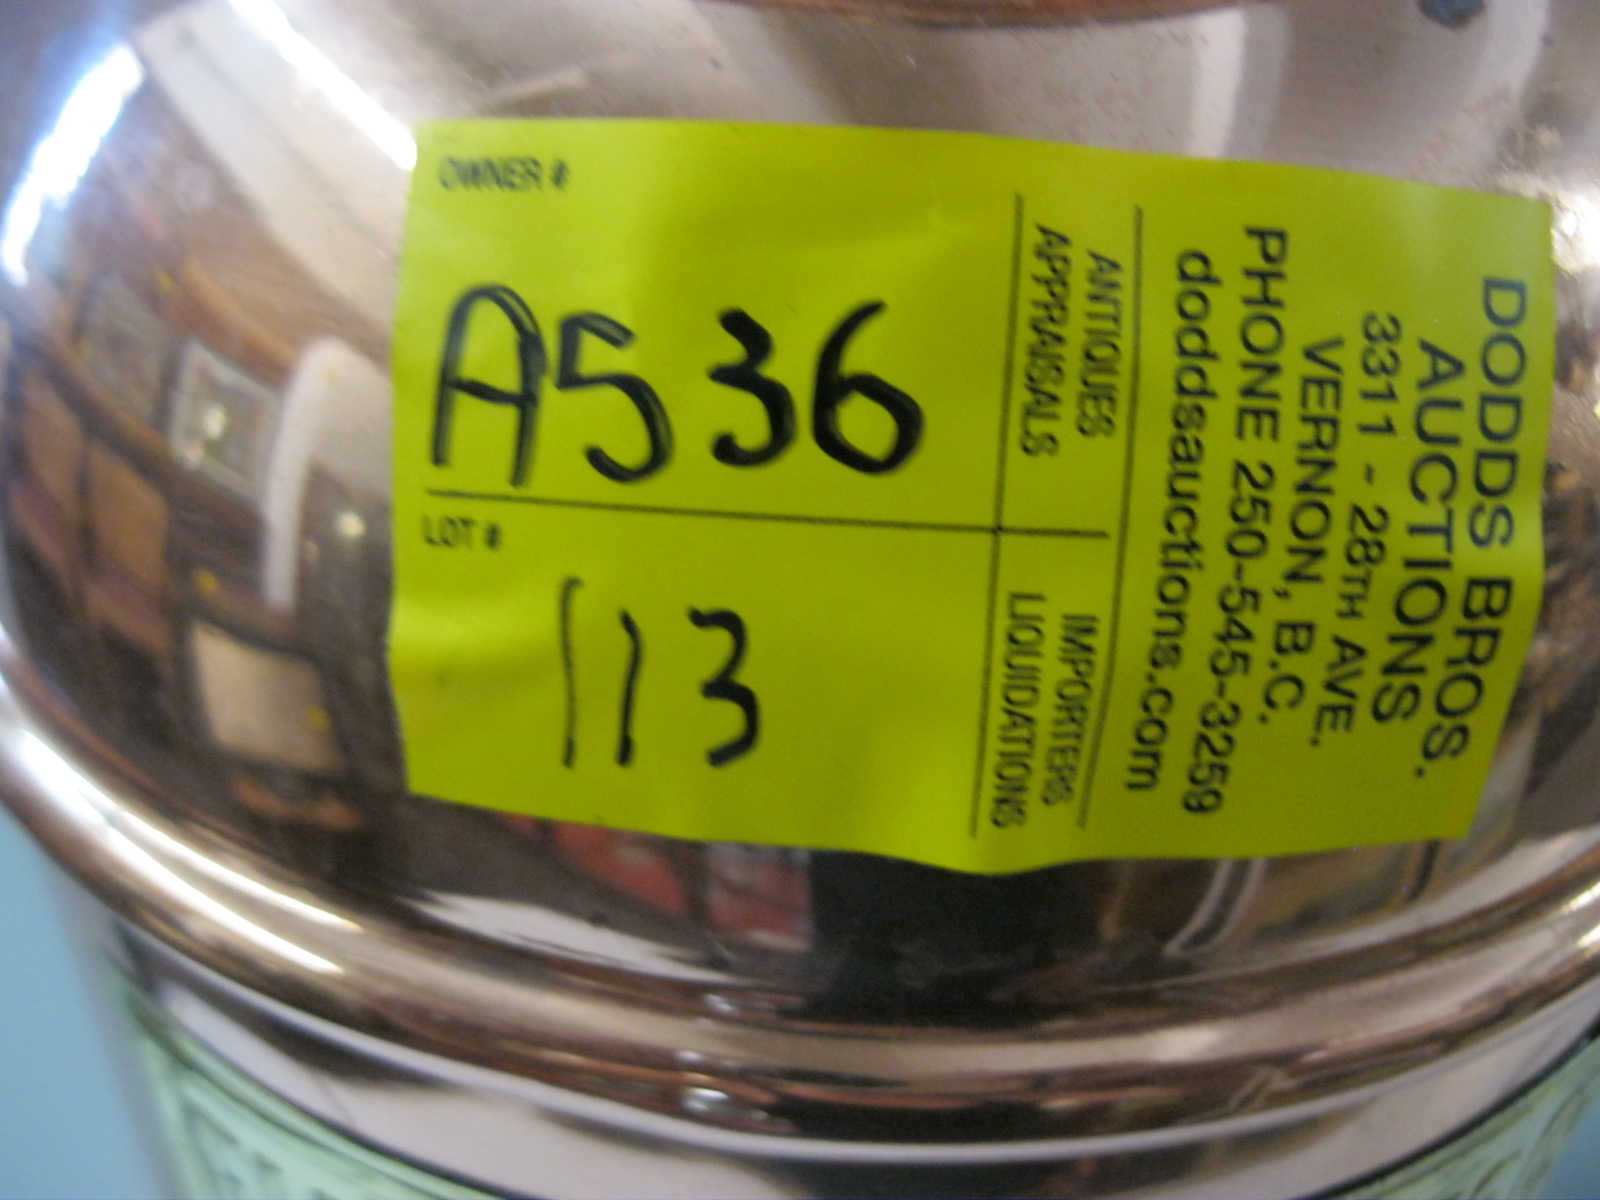 OWNER #
A536
LOT #
113
DODDS BROS.
AUCTIONS
3311 - 28TH AVE.
VERNON, B.C.
PHONE 250-545-3259
doddsauctions.com
ANTIQUES
APPRAISALS
IMPORTERS
LIQUIDATIONS